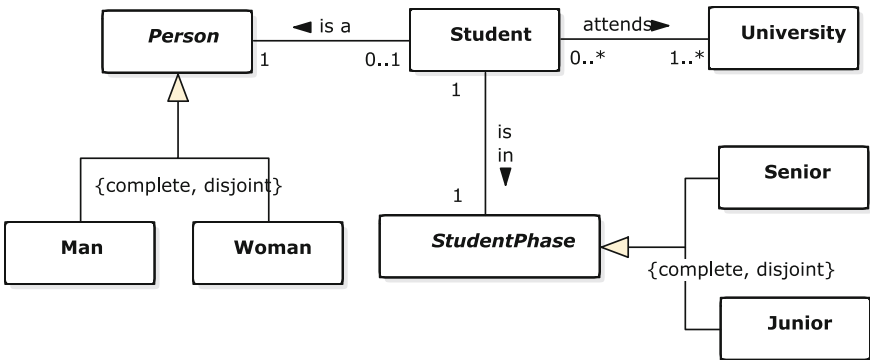 Person
◄ is a
Student
attends ►
University
1
0..1
0..*
1..*
1
is
in
▼
1
{complete, disjoint}
Man
Woman
StudentPhase
Senior
{complete, disjoint}
Junior